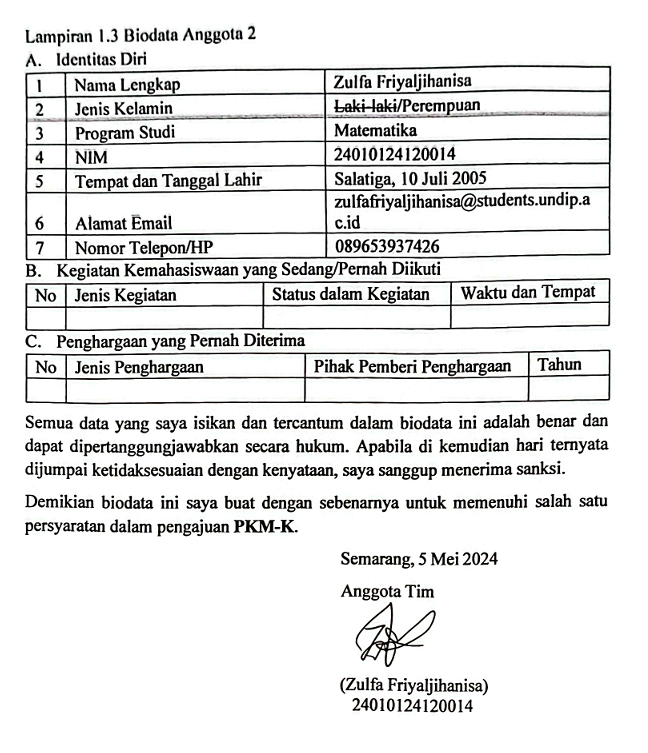 Lampiran 1.3 Biodata Anggota 2
A. Identitas Diri
1 Nama Lengkap Zulfa Friyaljihanisa
2 Jenis Kelamin Laki-laki/Perempuan
3 Program Studi Matematika
4 NIM 24010124120014
5 Tempat dan Tanggal Lahir Salatiga, 10 Juli 2005
6 Alamat Email zulfafriyaljihanisa@students.undip.a
c.id
7 Nomor Telepon/HP 089653937426
B. Kegiatan Kemahasiswaan yang Sedang/Pernah Diikuti
No Jenis Kegiatan Status dalam Kegiatan Waktu dan Tempat
C. Penghargaan yang Pernah Diterima
No Jenis Penghargaan Pihak Pemberi Penghargaan Tahun
Semua data yang saya isikan dan tercantum dalam biodata ini adalah benar dan
dapat dipertanggungjawabkan secara hukum. Apabila di kemudian hari ternyata
dijumpai ketidaksesuaian dengan kenyataan, saya sanggup menerima sanksi.
Demikian biodata ini saya buat dengan sebenarnya untuk memenuhi salah satu
persyaratan dalam pengajuan PKM-K.
Semarang, 5 Mei 2024
Anggota Tim
(Zulfa Friyaljihanisa)
24010124120014